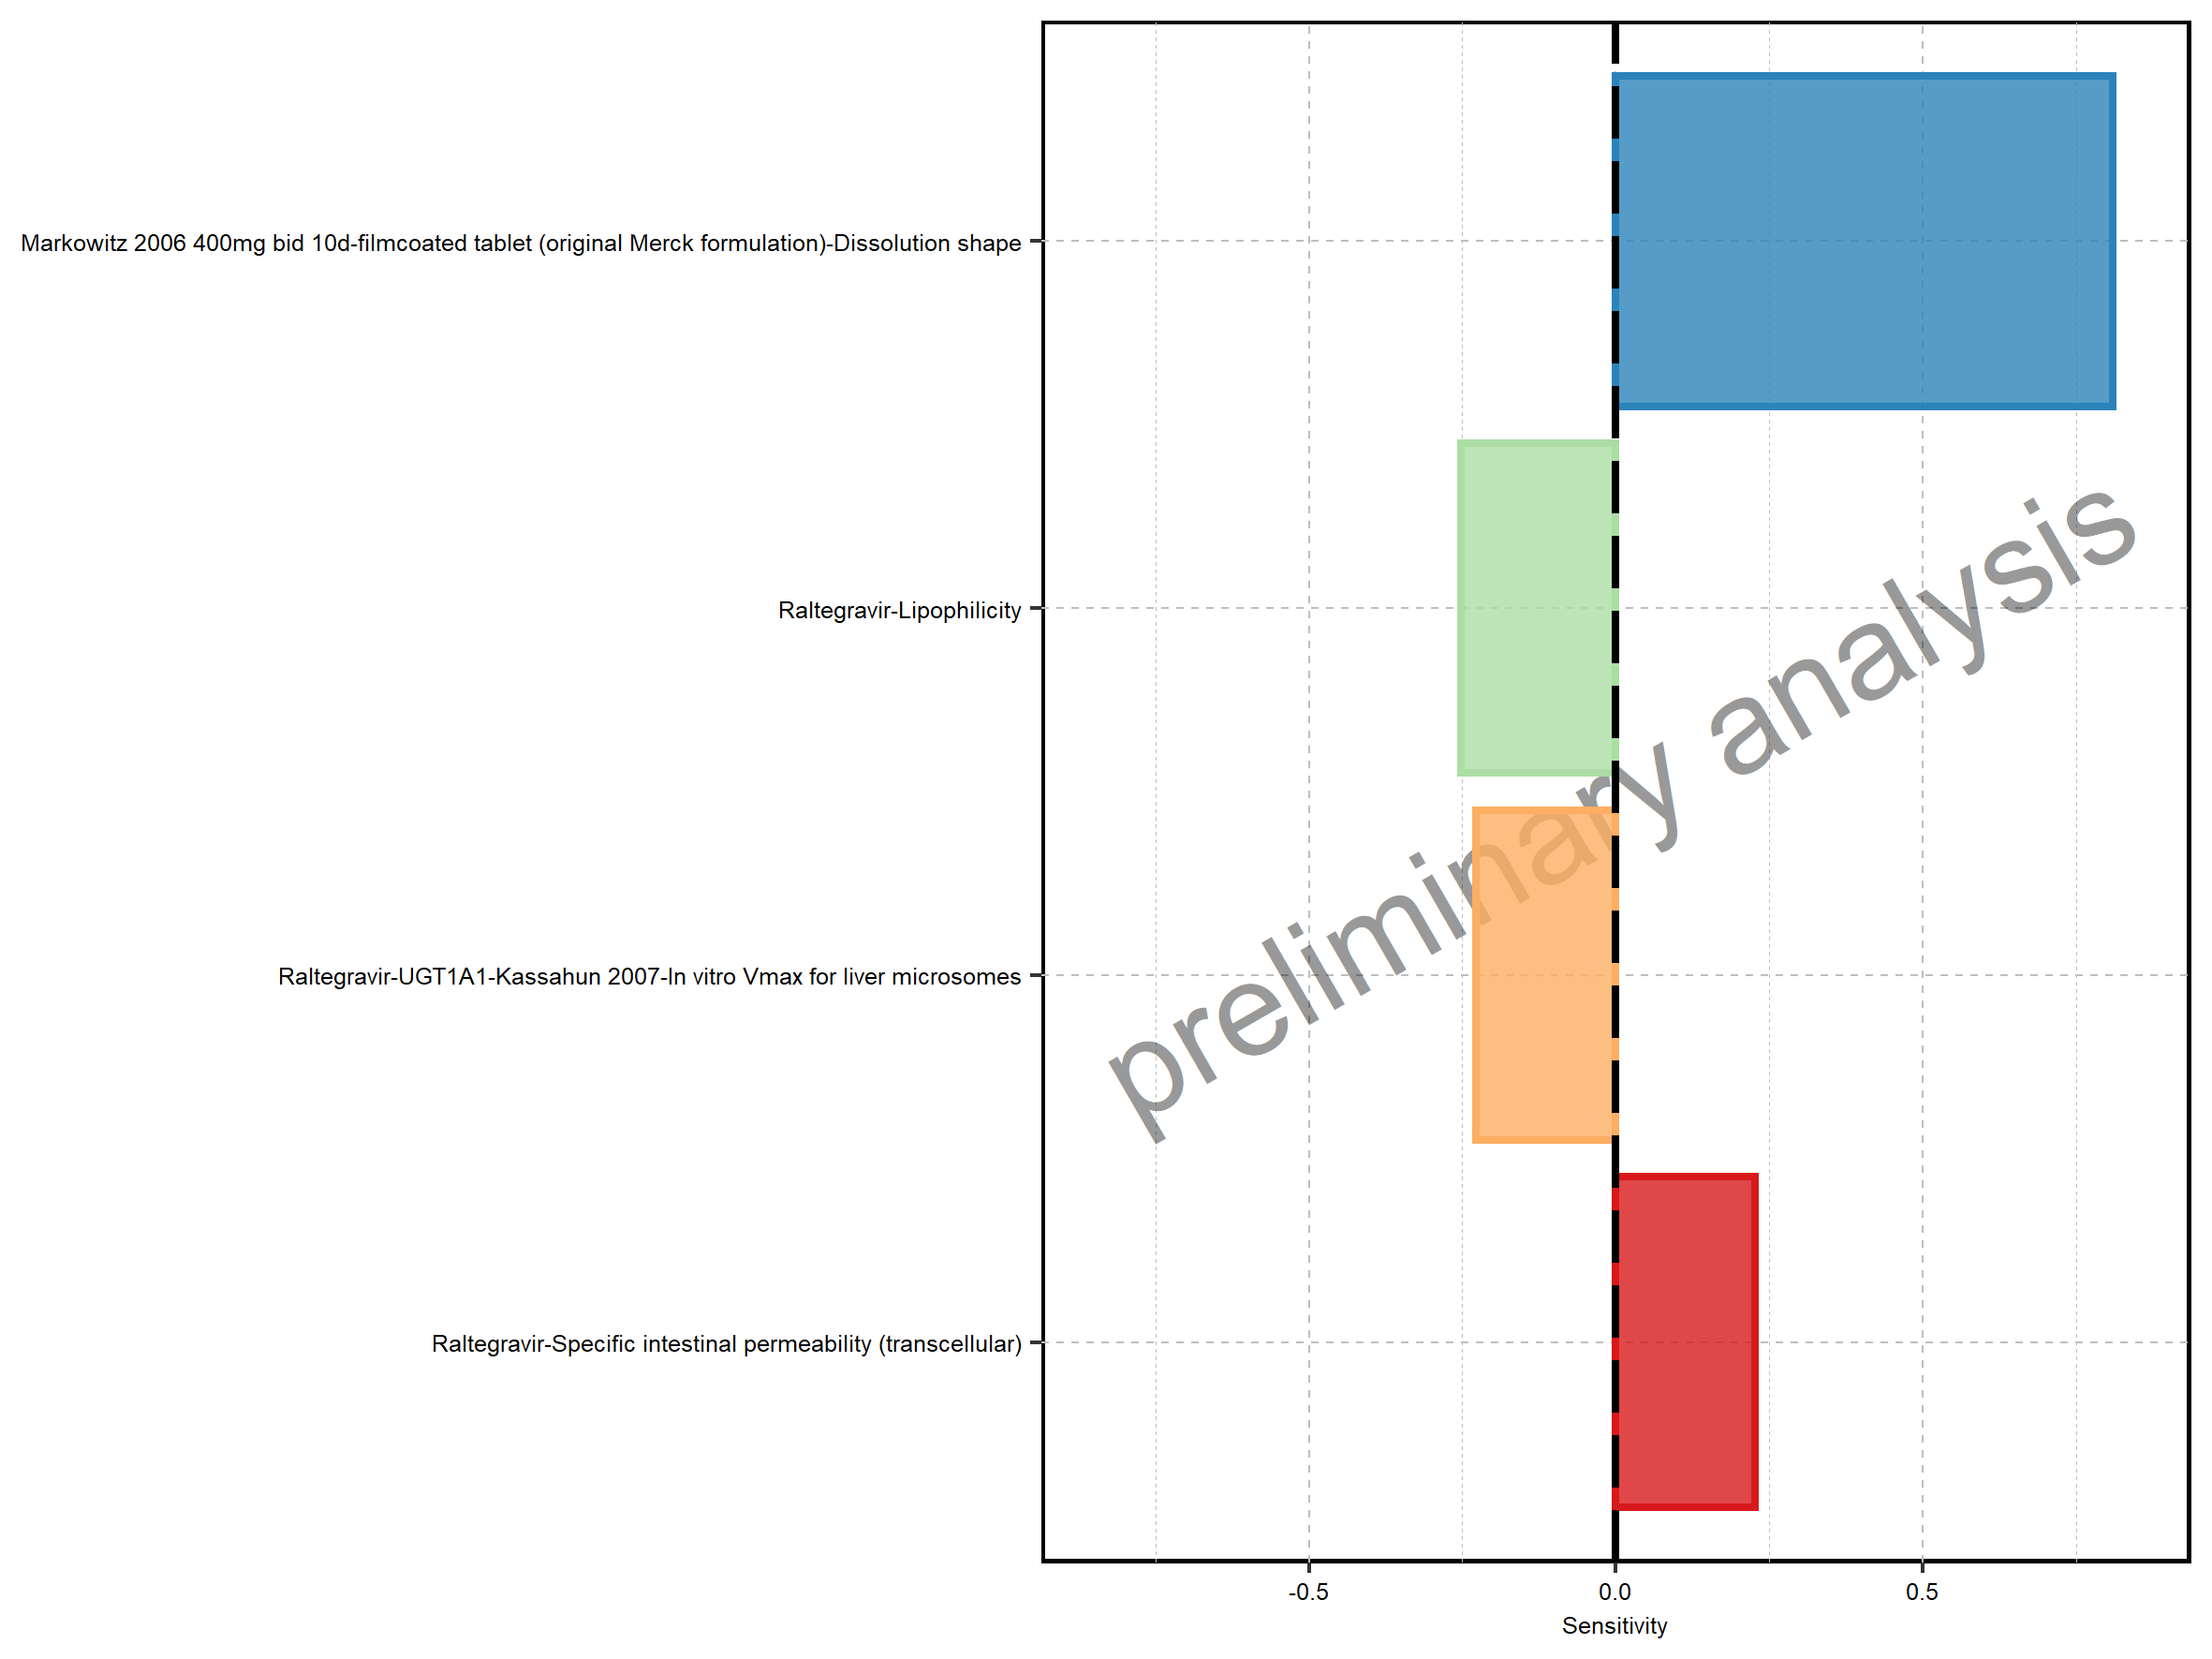 Markowitz 2006 400mg bid 10d-filmcoated tablet (original Merck formulation)-Dissolution shape
Raltegravir-Lipophilicity
Raltegravir-UGT1A1-Kassahun 2007-In vitro Vmax for liver microsomes
Raltegravir-Specific intestinal permeability (transcellular)
preliminary analysis
-0.5 0.0 0.5
Sensitivity